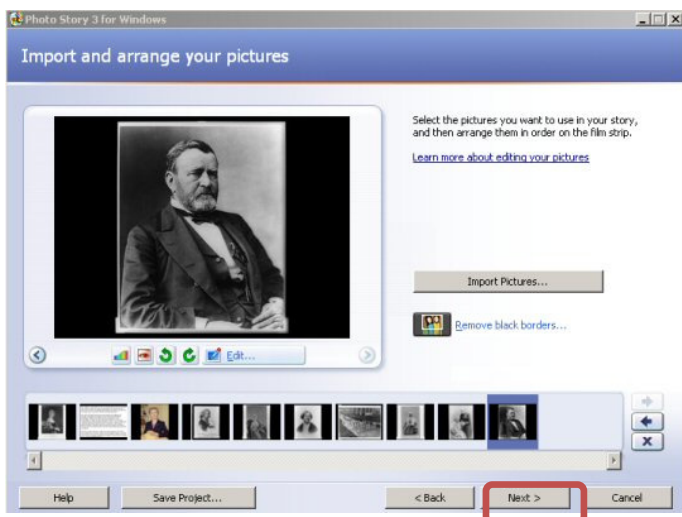 Photo Story 3 for Windows
Import and arrange your pictures
Select the pictures you want to use in your story,
and then arrange them in order on the film strip.
Learn more about editing your pictures
Import Pictures...
Remove black borders...
Edit...
Help
Save Project...
< Back
Next >
Cancel